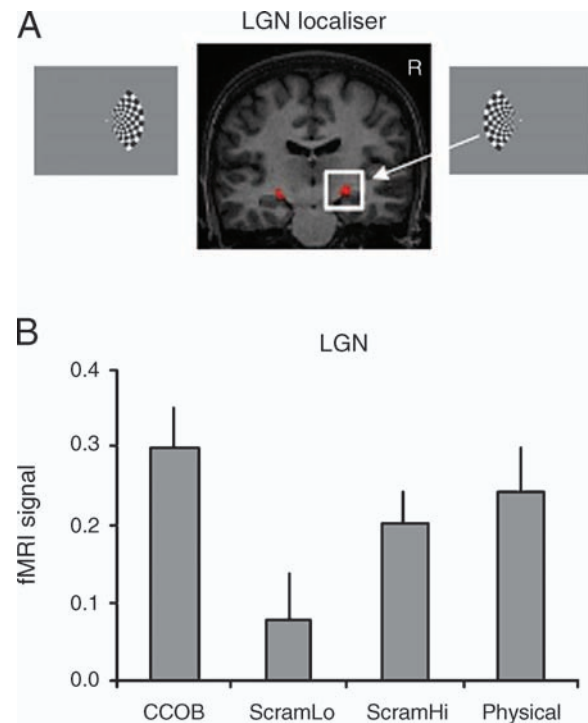 A
LGN localiser
R
B
LGN
0.4
0.3
0.2
0.1
0.0
fMRI signal
CCOB ScramLo ScramHi Physical